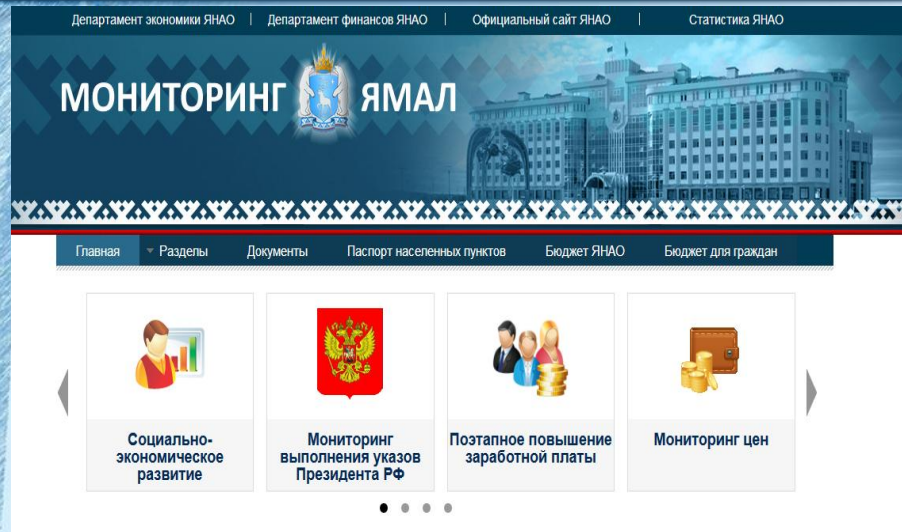 Департамент экономики ЯНАО | Департамент финансов ЯНАО | Официальный сайт ЯНАО | Статистика ЯНАО
МОНИТОРИНГ ЯМАЛ
Главная Разделы Документы Паспорт населенных пунктов Бюджет ЯНАО Бюджет для граждан
Социально-
экономическое
развитие
Мониторинг
выполнения указов
Президента РФ
Поэтапное повышение
заработной платы
Мониторинг цен